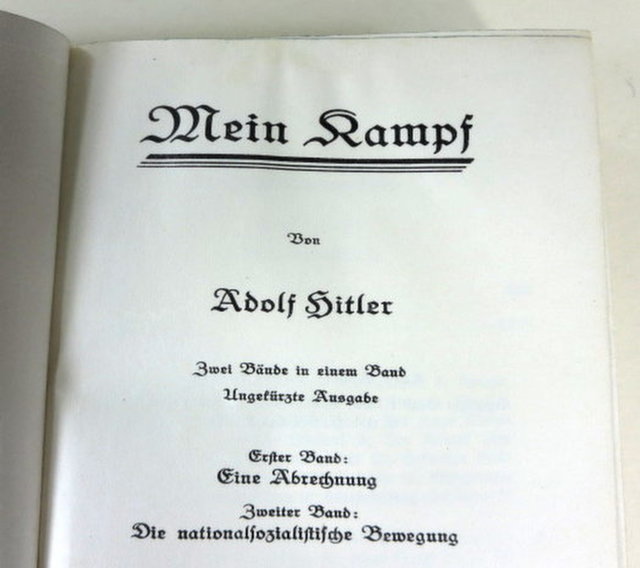 Mein Kampf
Von
Adolf Hitler
Zwei Bände in einem Band
Ungekürzte Ausgabe
Erster Band:
Eine Abrechnung
Zweiter Band:
Die nationalsozialistische Bewegung